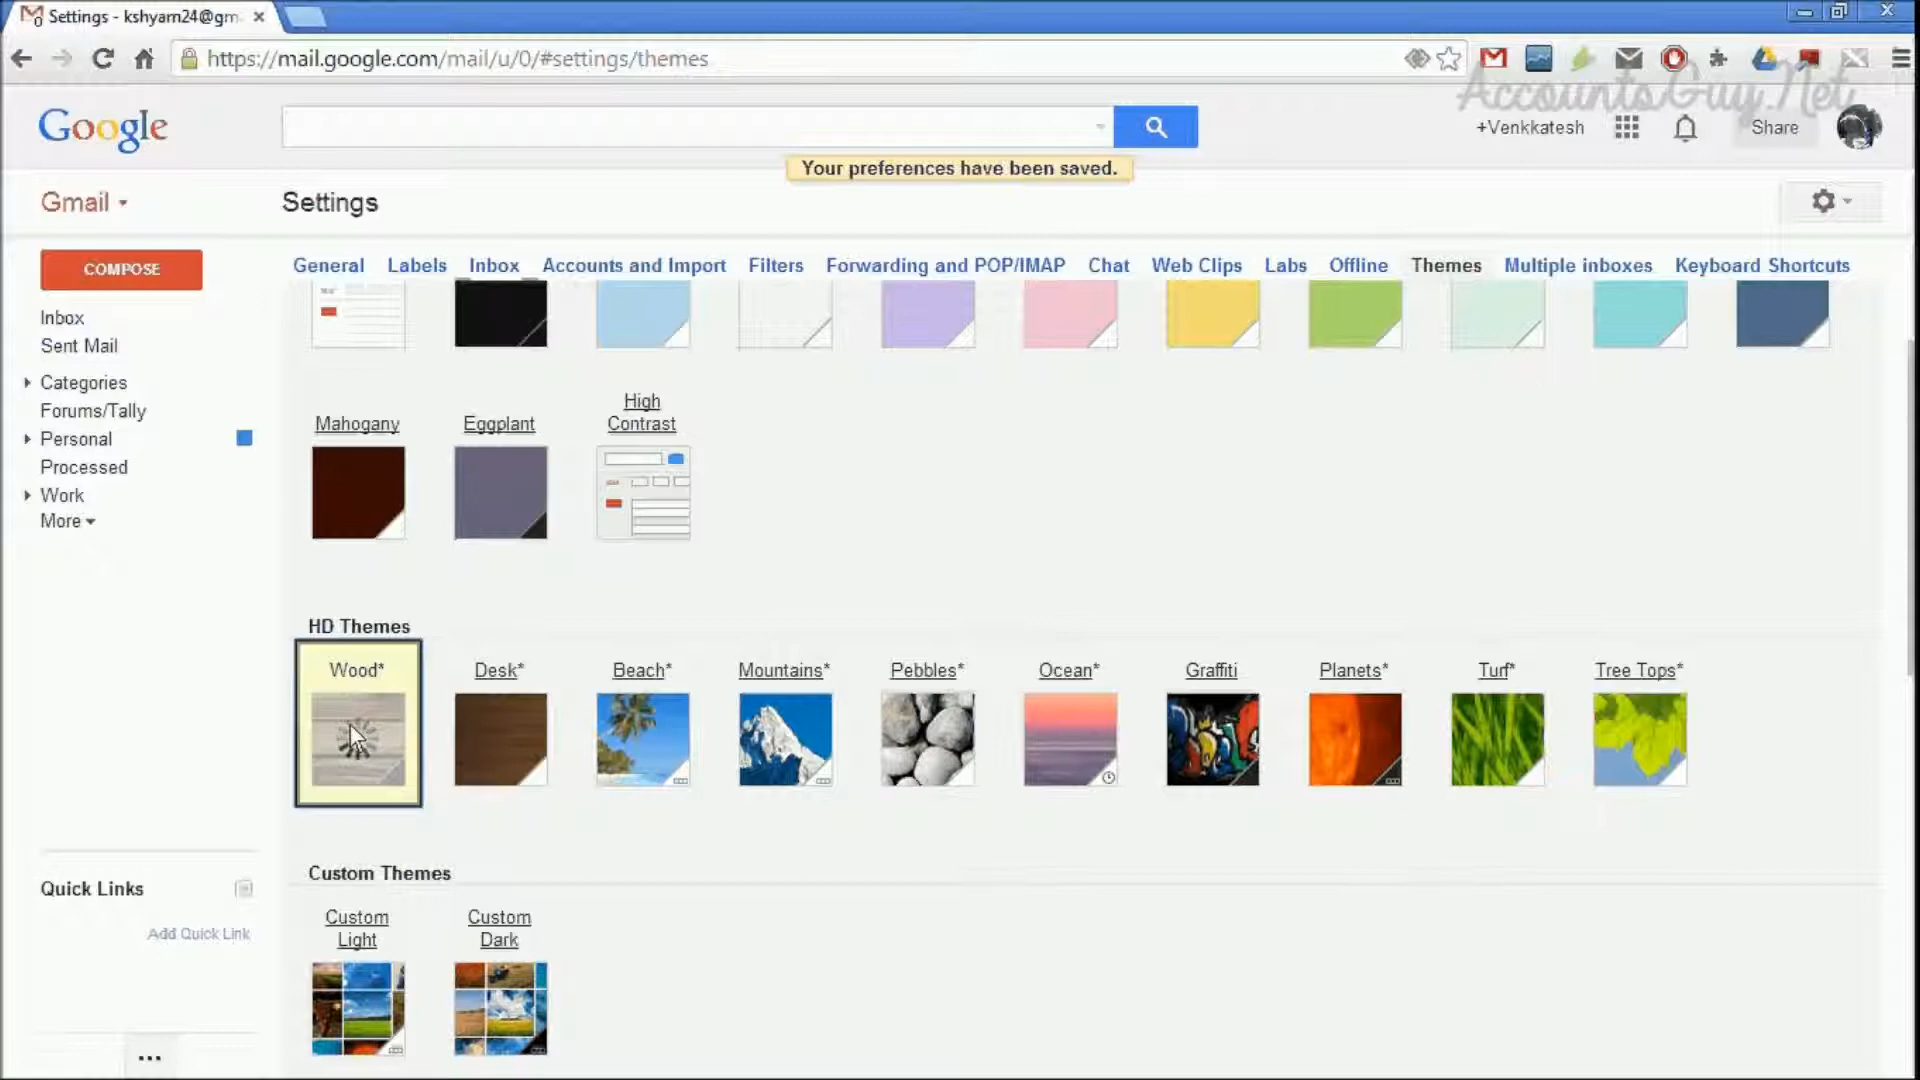 Settings - kshyam24@gm
https://mail.google.com/mail/u/0/#settings/themes
AccountsGuy.Net
Google
+Venkkatesh
Share
Your preferences have been saved.
Gmail
Settings
COMPOSE
General Labels Inbox Accounts and Import Filters Forwarding and POP/IMAP Chat Web Clips Labs Offline Themes Multiple inboxes Keyboard Shortcuts
Inbox
Sent Mail
Categories
Forums/Tally
Personal
Processed
Work
More
Mahogany Eggplant High
Contrast
HD Themes
Wood* Desk* Beach* Mountains* Pebbles* Ocean* Graffiti Planets* Turf* Tree Tops*
Custom Themes
Custom Custom
Light Dark
Quick Links
Add Quick Link
...